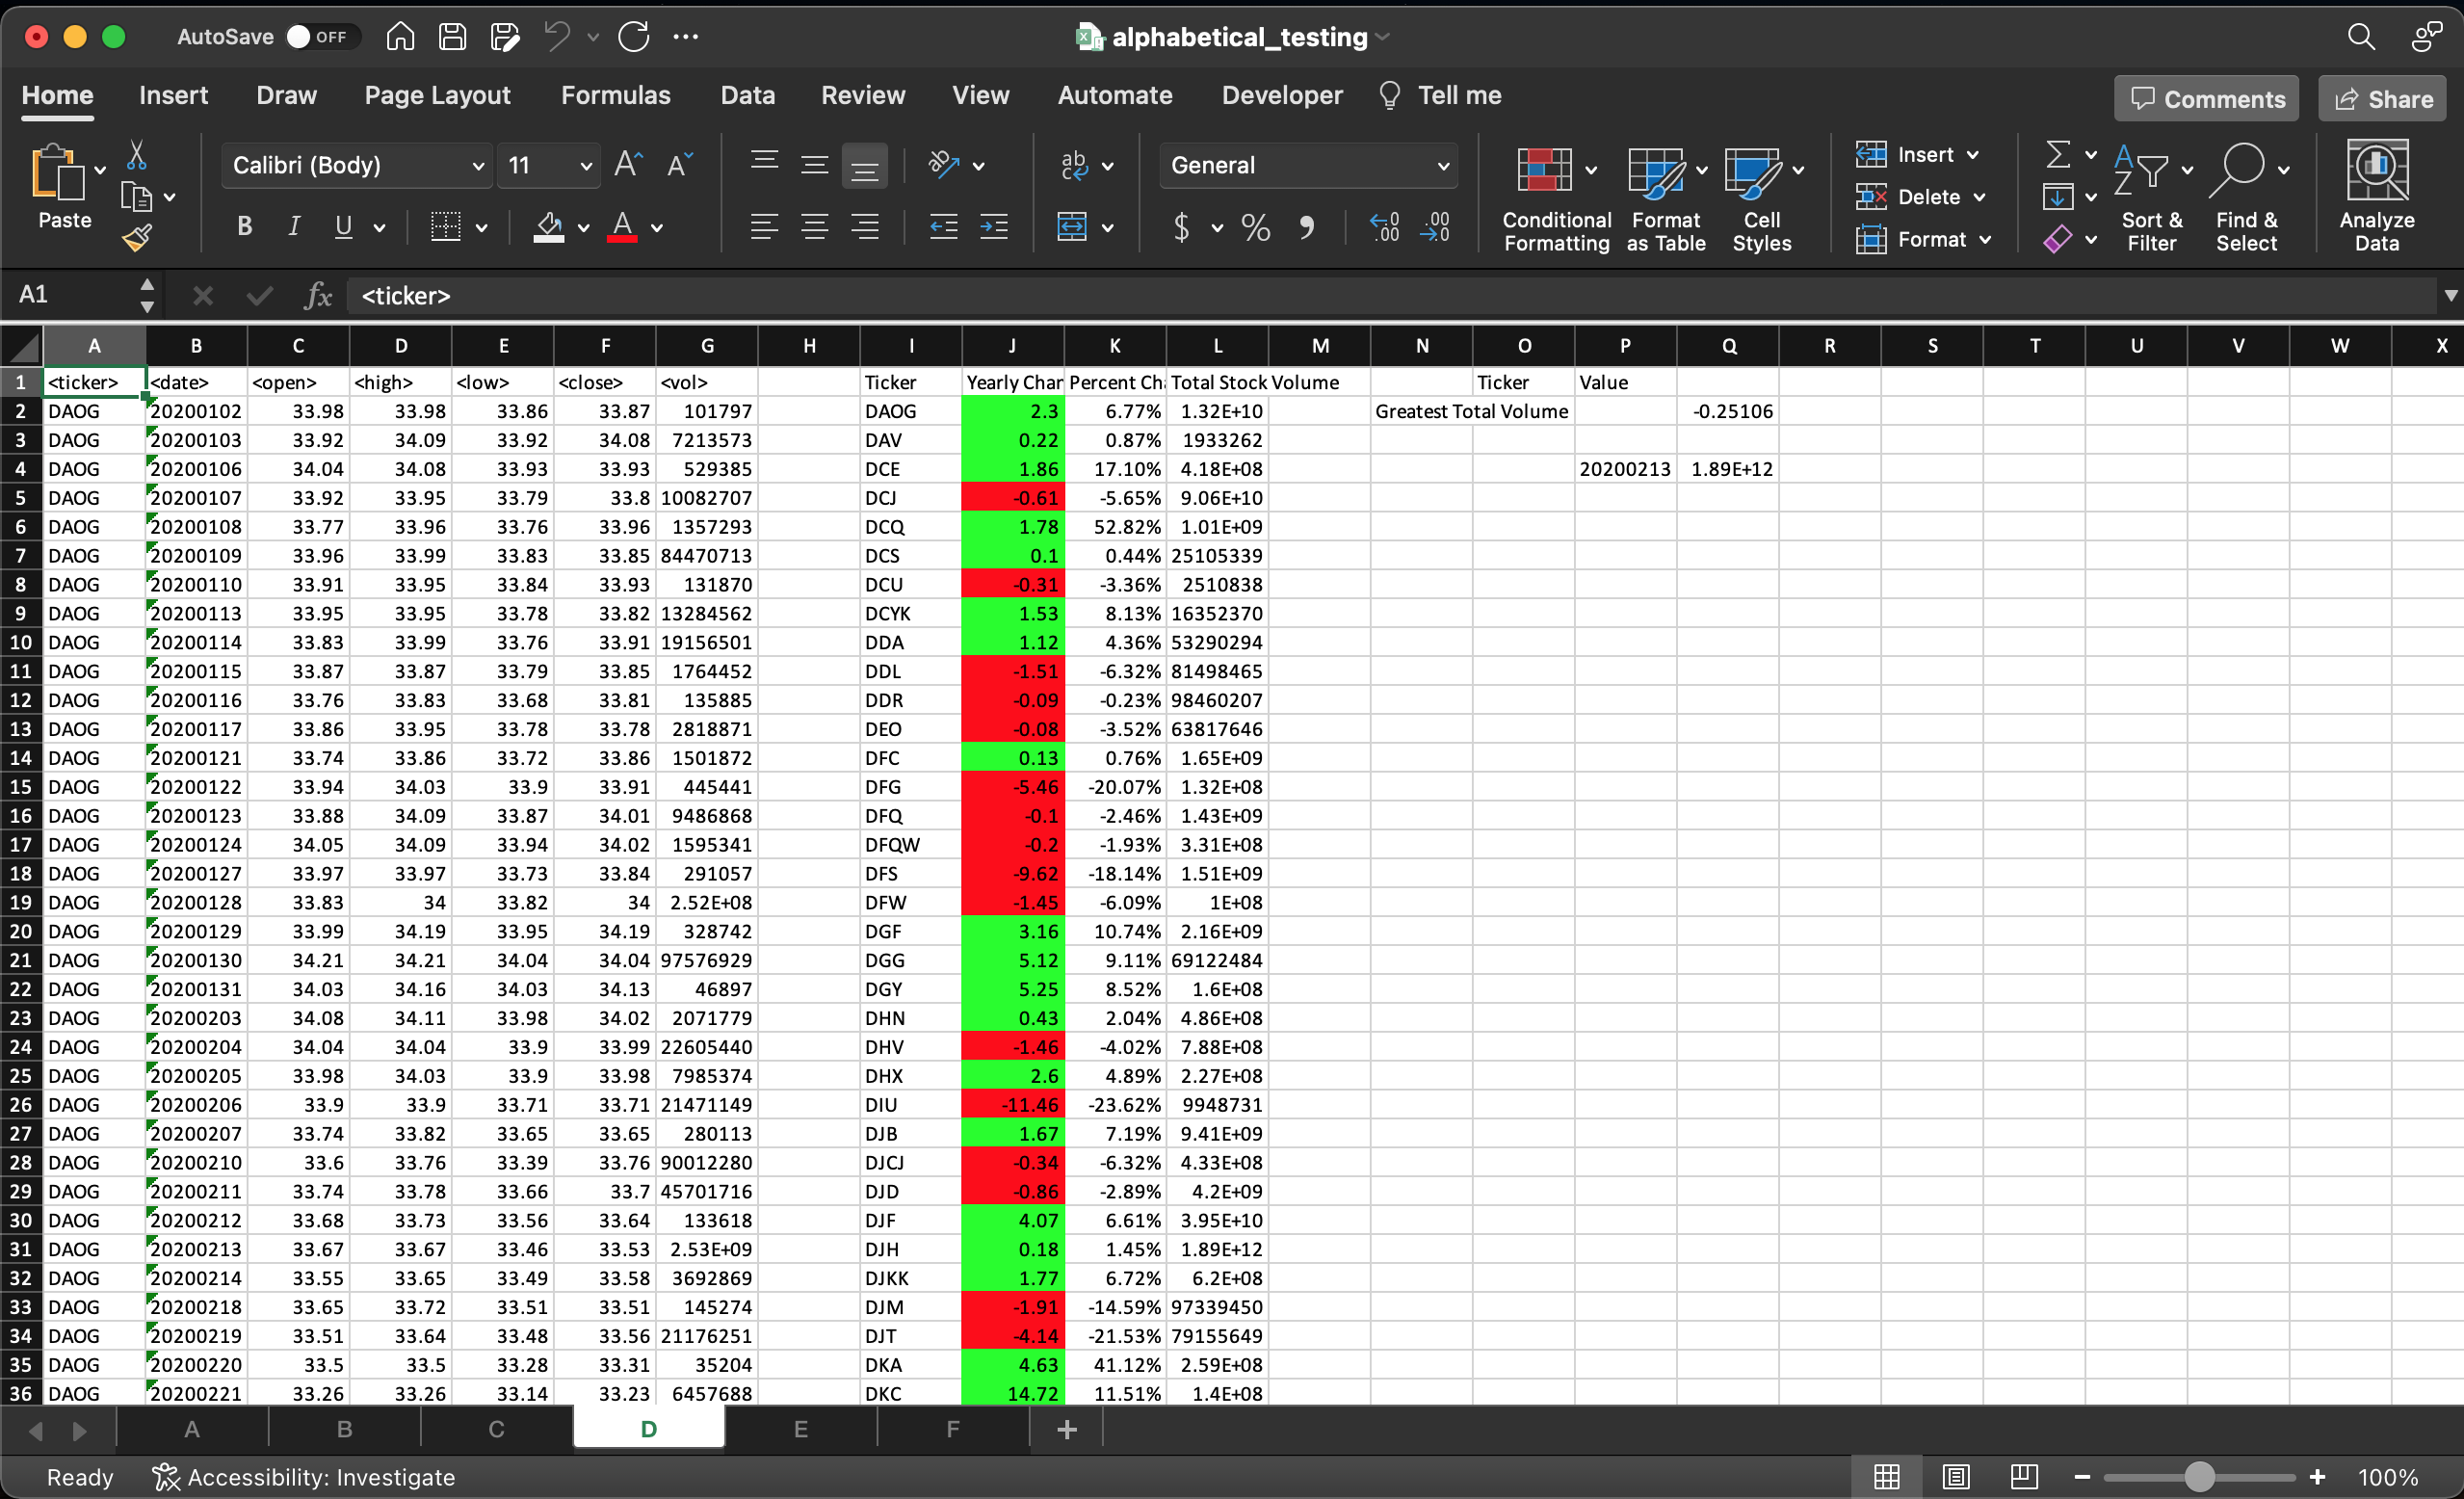 AutoSave OFF alphabetical_testing
Home Insert Draw Page Layout Formulas Data Review View Automate Developer Tell me Comments Share
Paste Calibri (Body) 11 General Conditional Formatting Format as Table Cell Styles Insert Delete Format Sort & Filter Find & Select Analyze Data
A1 fx <ticker>
A B C D E F G H I J K L M N O P Q R S T U V W X
1 <ticker> <date> <open> <high> <low> <close> <vol> Ticker Yearly Char Percent Ch Total Stock Volume Ticker Value
2 DAOG 20200102 33.98 33.98 33.86 33.87 101797 DAOG 2.3 6.77% 1.32E+10 Greatest Total Volume -0.25106
3 DAOG 20200103 33.92 34.09 33.92 34.08 7213573 DAV 0.22 0.87% 1933262
4 DAOG 20200106 34.04 34.08 33.93 33.93 529385 DCE 1.86 17.10% 4.18E+08 20200213 1.89E+12
5 DAOG 20200107 33.92 33.95 33.79 33.8 10082707 DCJ -0.61 -5.65% 9.06E+10
6 DAOG 20200108 33.77 33.96 33.76 33.96 1357293 DCQ 1.78 52.82% 1.01E+09
7 DAOG 20200109 33.96 33.99 33.83 33.85 84470713 DCS 0.1 0.44% 25105339
8 DAOG 20200110 33.91 33.95 33.84 33.93 131870 DCU -0.31 -3.36% 2510838
9 DAOG 20200113 33.95 33.95 33.78 33.82 13284562 DCYK 1.53 8.13% 16352370
10 DAOG 20200114 33.83 33.99 33.76 33.91 19156501 DDA 1.12 4.36% 53290294
11 DAOG 20200115 33.87 33.87 33.79 33.85 1764452 DDL -1.51 -6.32% 81498465
12 DAOG 20200116 33.76 33.83 33.68 33.81 135885 DDR -0.09 -0.23% 98460207
13 DAOG 20200117 33.86 33.95 33.78 33.78 2818871 DEO -0.08 -3.52% 63817646
14 DAOG 20200121 33.74 33.86 33.72 33.86 1501872 DFC 0.13 0.76% 1.65E+09
15 DAOG 20200122 33.94 34.03 33.9 33.91 445441 DFG -5.46 -20.07% 1.32E+08
16 DAOG 20200123 33.88 34.09 33.87 34.01 9486868 DFQ -0.1 -2.46% 1.43E+09
17 DAOG 20200124 34.05 34.09 33.94 34.02 1595341 DFQW -0.2 -1.93% 3.31E+08
18 DAOG 20200127 33.97 33.97 33.73 33.84 291057 DFS -9.62 -18.14% 1.51E+09
19 DAOG 20200128 33.83 34 33.82 34 2.52E+08 DFW -1.45 -6.09% 1E+08
20 DAOG 20200129 33.99 34.19 33.95 34.19 328742 DGF 3.16 10.74% 2.16E+09
21 DAOG 20200130 34.21 34.21 34.04 34.04 97576929 DGG 5.12 9.11% 69122484
22 DAOG 20200131 34.03 34.16 34.03 34.13 46897 DGY 5.25 8.52% 1.6E+08
23 DAOG 20200203 34.08 34.11 33.98 34.02 2071779 DHN 0.43 2.04% 4.86E+08
24 DAOG 20200204 34.04 34.04 33.9 33.99 22605440 DHV -1.46 -4.02% 7.88E+08
25 DAOG 20200205 33.98 34.03 33.9 33.98 7985374 DHX 2.6 4.89% 2.27E+08
26 DAOG 20200206 33.9 33.9 33.71 33.71 21471149 DIU -11.46 -23.62% 9948731
27 DAOG 20200207 33.74 33.82 33.65 33.65 280113 DJB 1.67 7.19% 9.41E+09
28 DAOG 20200210 33.6 33.76 33.39 33.76 90012280 DJCJ -0.34 -6.32% 4.33E+08
29 DAOG 20200211 33.74 33.78 33.66 33.7 45701716 DJD -0.86 -2.89% 4.2E+09
30 DAOG 20200212 33.68 33.73 33.56 33.64 133618 DJF 4.07 6.61% 3.95E+10
31 DAOG 20200213 33.67 33.67 33.46 33.53 2.53E+09 DJH 0.18 1.45% 1.89E+12
32 DAOG 20200214 33.55 33.65 33.49 33.58 3692869 DJKK 1.77 6.72% 6.2E+08
33 DAOG 20200218 33.65 33.72 33.51 33.51 145274 DJM -1.91 -14.59% 97339450
34 DAOG 20200219 33.51 33.64 33.48 33.56 21176251 DJT -4.14 -21.53% 79155649
35 DAOG 20200220 33.5 33.5 33.28 33.31 35204 DKA 4.63 41.12% 2.59E+08
36 DAOG 20200221 33.26 33.26 33.14 33.23 6457688 DKC 14.72 11.51% 1.4E+08
A B C D E F +
Ready Accessibility: Investigate 100%